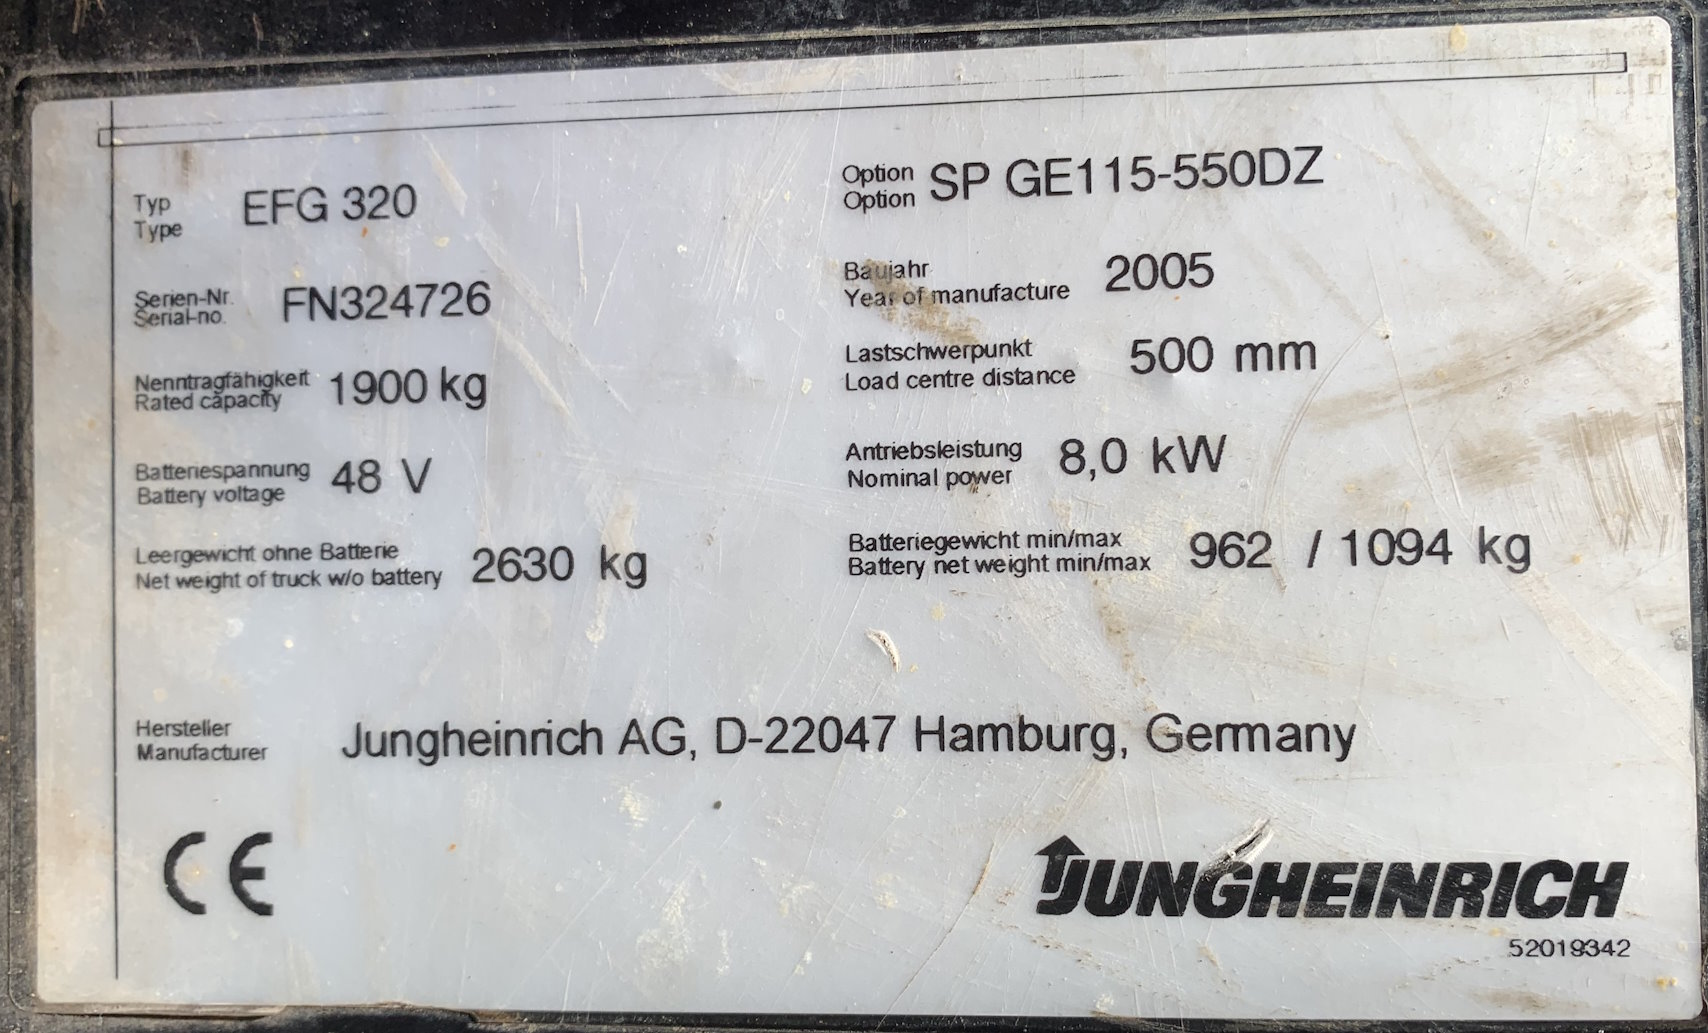 Typ
Type
EFG 320
Option
Option
SP GE115-550DZ
Serien-Nr.
Serial-no.
FN324726
Baujahr
Year of manufacture
2005
Nenntragfähigkeit
Rated capacity
1900 kg
Lastschwerpunkt
Load centre distance
500 mm
Batteriespannung
Battery voltage
48 V
Antriebsleistung
Nominal power
8,0 kW
Leergewicht ohne Batterie
Net weight of truck w/o battery
2630 kg
Batteriegewicht min/max
Battery net weight min/max
962 / 1094 kg
Hersteller
Manufacturer
Jungheinrich AG, D-22047 Hamburg, Germany
CE
JUNGHEINRICH
52019342